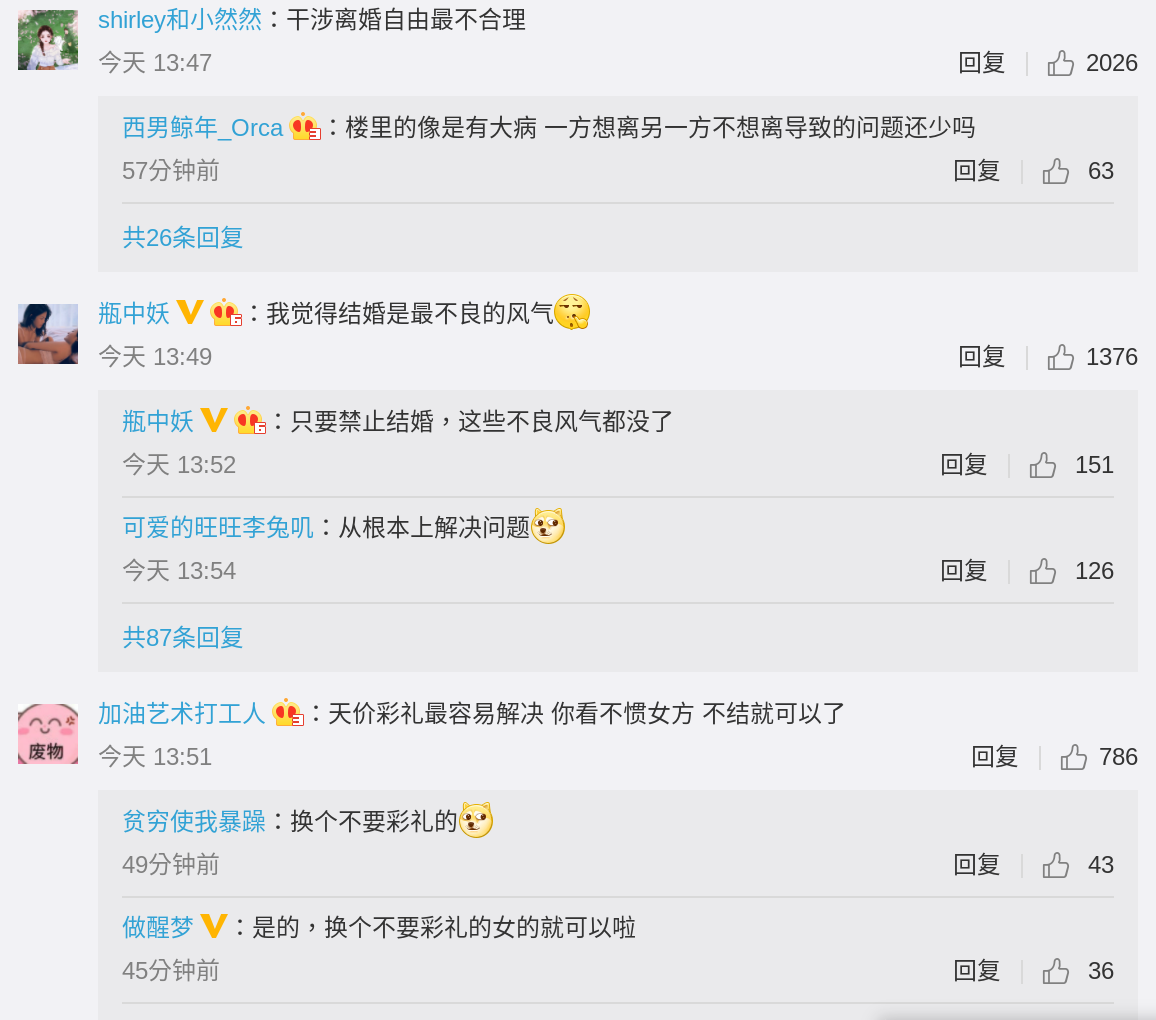 shirley和小然然：干涉离婚自由最不合理
今天 13:47
回复 2026
西男鲸年_Orca：楼里的像是有大病 一方想离另一方不想离导致的问题还少吗
57分钟前
回复 63
共26条回复
瓶中妖：我觉得结婚是最不良的风气
今天 13:49
回复 1376
瓶中妖：只要禁止结婚，这些不良风气都没了
今天 13:52
回复 151
可爱的旺旺李兔叽：从根本上解决问题
今天 13:54
回复 126
共87条回复
废物
加油艺术打工人：天价彩礼最容易解决 你看不惯女方 不结就可以了
今天 13:51
回复 786
贫穷使我暴躁：换个不要彩礼的
49分钟前
回复 43
做醒梦：是的，换个不要彩礼的女的就可以啦
45分钟前
回复 36